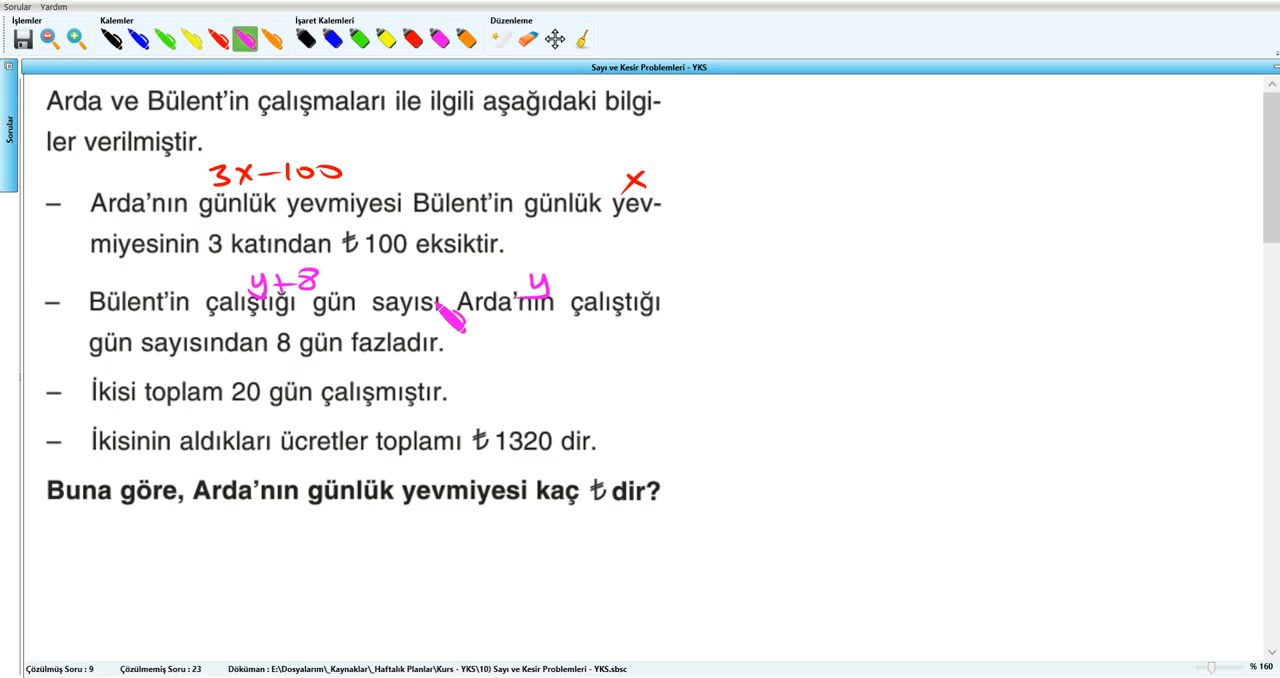 Sorular Yardım
İşlemler Kalemler İşaret Kalemleri Düzenleme
Sayı ve Kesir Problemleri - YKS
Sorular
Arda ve Bülent'in çalışmaları ile ilgili aşağıdaki bilgi-
ler verilmiştir.
3x-100 x
– Arda'nın günlük yevmiyesi Bülent'in günlük yev-
miyesinin 3 katından ₺ 100 eksiktir.
y+8 y
– Bülent'in çalıştığı gün sayısı Arda'nın çalıştığı
gün sayısından 8 gün fazladır.
– İkisi toplam 20 gün çalışmıştır.
– İkisinin aldıkları ücretler toplamı ₺ 1320 dir.
Buna göre, Arda'nın günlük yevmiyesi kaç ₺ dir?
Çözülmüş Soru : 9 Çözülmemiş Soru : 23 Döküman : E:\Dosyalarım\_Kaynaklar\_Haftalık Planlar\Kurs - YKS\10) Sayı ve Kesir Problemleri - YKS.sbsc % 160